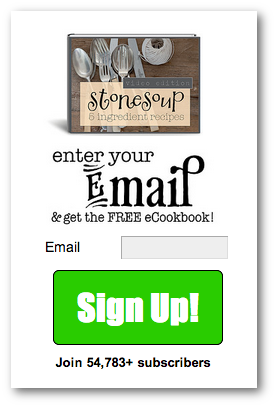 video edition
stonesoup
5 ingredient recipes
enter your
Email
& get the FREE eCookbook!
Email
Sign Up!
Join 54,783+ subscribers